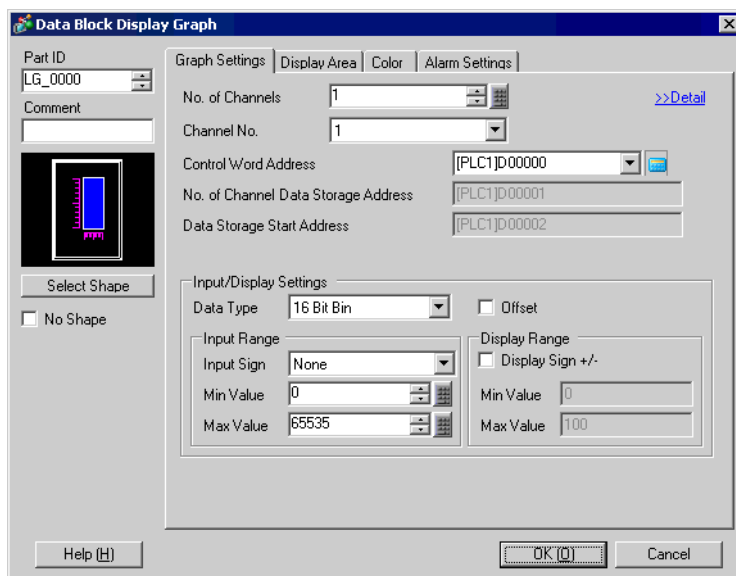 Data Block Display Graph
Part ID
LG_0000
Comment
Select Shape
No Shape
Graph Settings Display Area Color Alarm Settings
No. of Channels 1 >>Detail
Channel No. 1
Control Word Address [PLC1]D00000
No. of Channel Data Storage Address [PLC1]D00001
Data Storage Start Address [PLC1]D00002
Input/Display Settings
Data Type 16 Bit Bin Offset
Input Range Display Range
Input Sign None Display Sign +/-
Min Value 0 Min Value 0
Max Value 65535 Max Value 100
Help (H) OK (O) Cancel